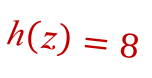 h(z) = 8